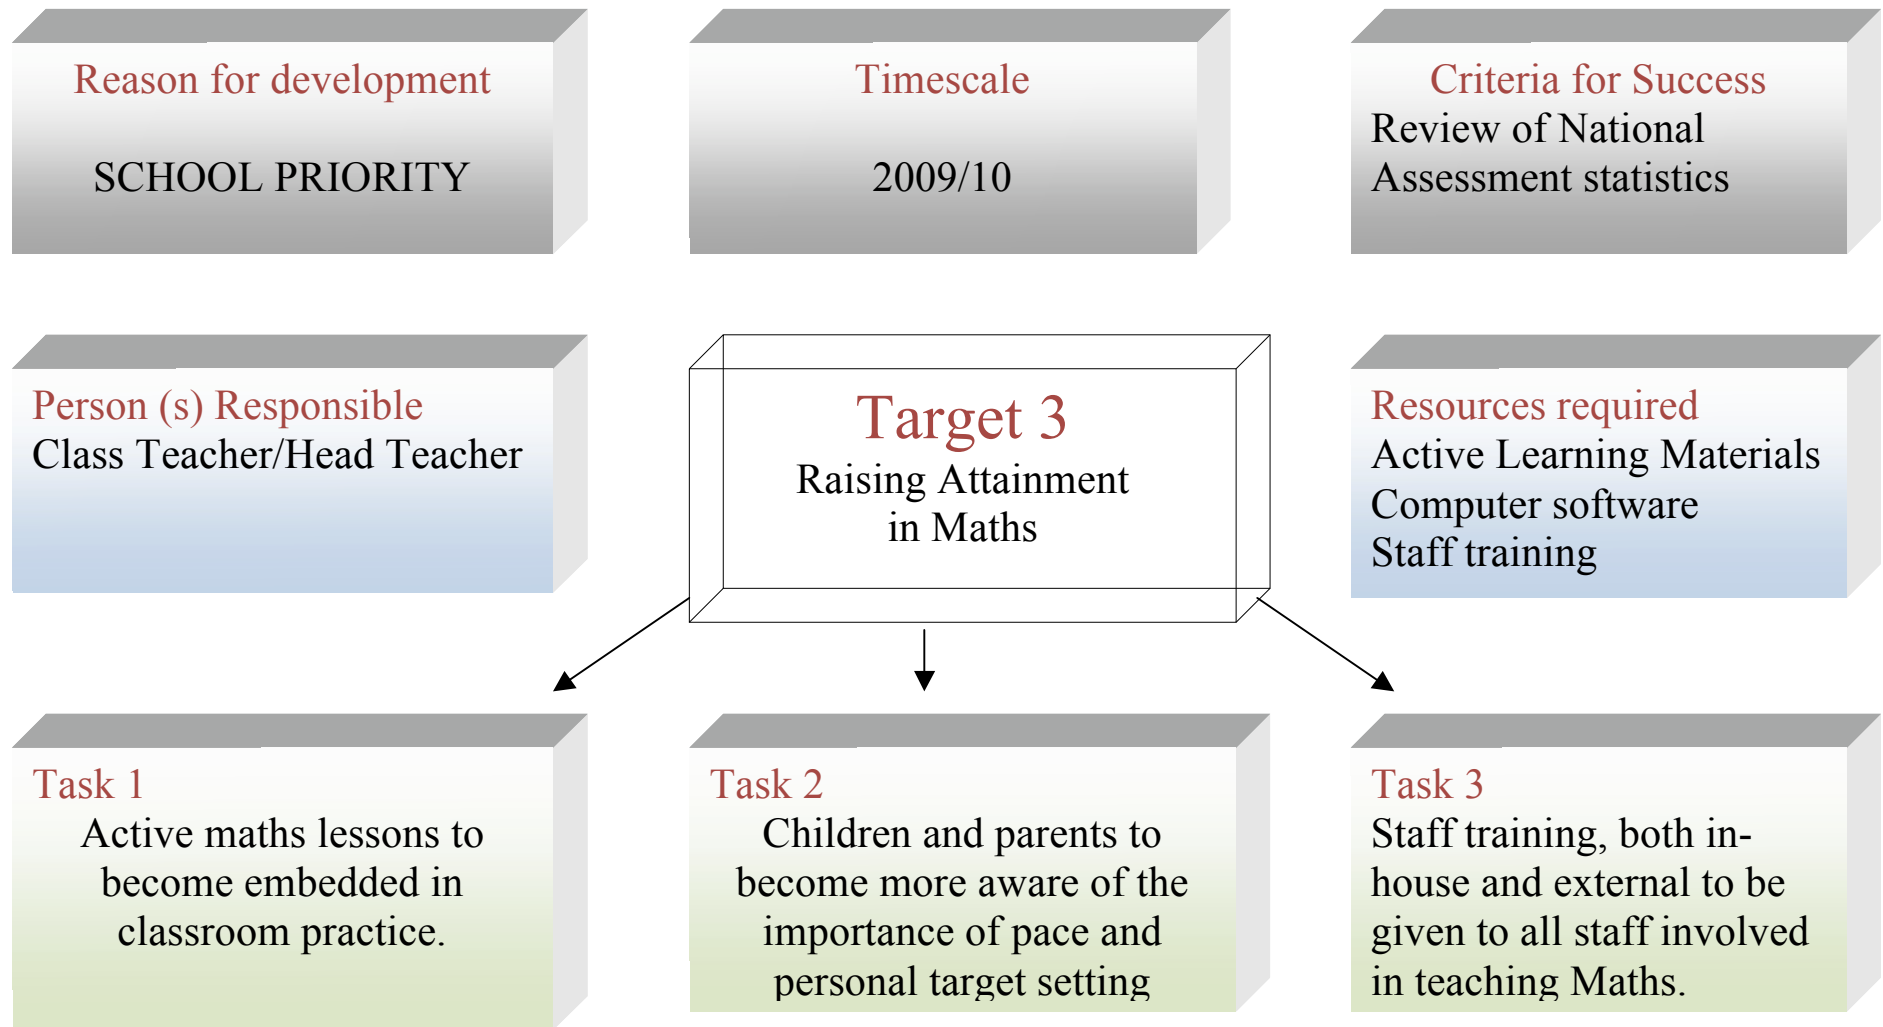 Reason for development
SCHOOL PRIORITY
Timescale
2009/10
Criteria for Success
Review of National
Assessment statistics
Person (s) Responsible
Class Teacher/Head Teacher
Target 3
Raising Attainment
in Maths
Resources required
Active Learning Materials
Computer software
Staff training
Task 1
Active maths lessons to
become embedded in
classroom practice.
Task 2
Children and parents to
become more aware of the
importance of pace and
personal target setting
Task 3
Staff training, both in-
house and external to be
given to all staff involved
in teaching Maths.